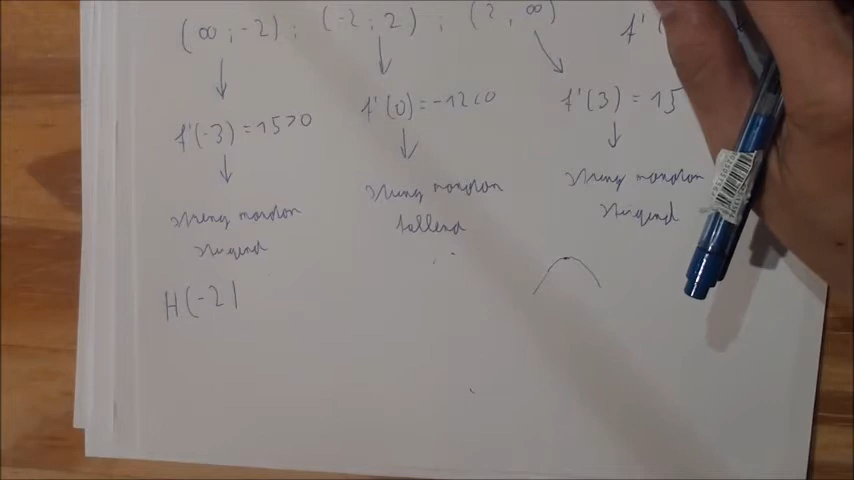 (∞ ; -2) ; (-2 ; 2) ; (2 , ∞) f'(
f'(-3) = 15 > 0 f'(0) = -12 < 0 f'(3) = 15
streng monoton streng monoton streng monoton
steigend fallend steigend
H(-2|